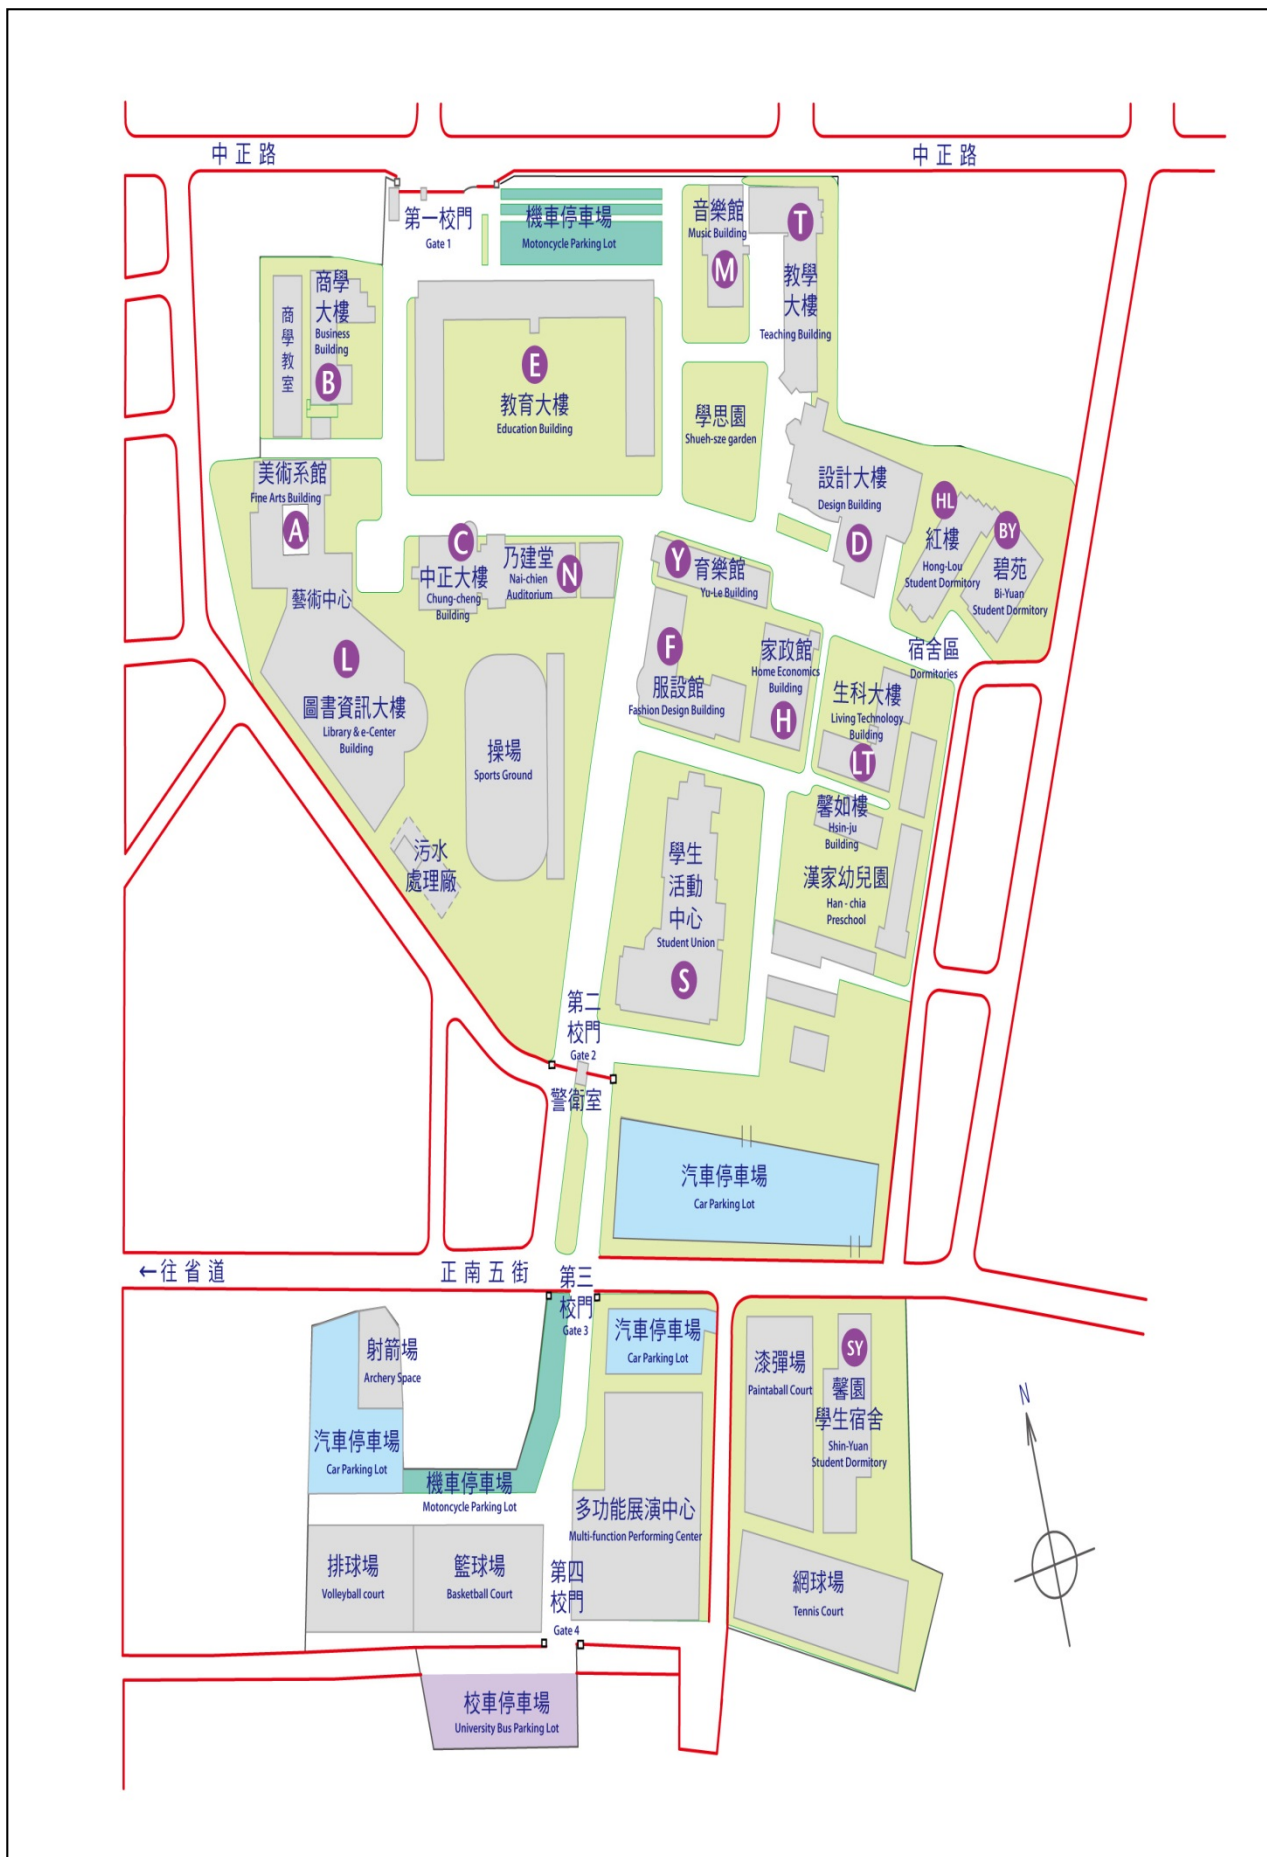 中正路
中正路
第一校門
Gate 1
機車停車場
Motoncycle Parking Lot
音樂館
Music Building
M
T
教學
大樓
Teaching Building
商學
大樓
Business
Building
B
商
學
教
室
E
教育大樓
Education Building
學思園
Shueh-sze garden
美術系館
Fine Arts Building
A
藝術中心
設計大樓
Design Building
D
HL
紅樓
Hong-Lou
Student Dormitory
BY
碧苑
Bi-Yuan
Student Dormitory
C
中正大樓
Chung-cheng
Building
乃建堂
Nai-chien
Auditorium
N
Y
育樂館
Yu-Le Building
宿舍區
Dormitories
L
圖書資訊大樓
Library & e-Center
Building
F
服設館
Fashion Design Building
家政館
Home Economics
Building
H
生科大樓
Living Technology
Building
LT
操場
Sports Ground
馨如樓
Hsin-ju
Building
污水
處理廠
學生
活動
中心
Student Union
S
漢家幼兒園
Han - chia
Preschool
第二
校門
Gate 2
警衛室
汽車停車場
Car Parking Lot
←往省道
正南五街
第三
校門
Gate 3
汽車停車場
Car Parking Lot
射箭場
Archery Space
漆彈場
Paintaball Court
SY
馨園
學生宿舍
Shin-Yuan
Student Dormitory
N
汽車停車場
Car Parking Lot
機車停車場
Motoncycle Parking Lot
多功能展演中心
Multi-function Performing Center
排球場
Volleyball court
籃球場
Basketball Court
第四
校門
Gate 4
網球場
Tennis Court
校車停車場
University Bus Parking Lot